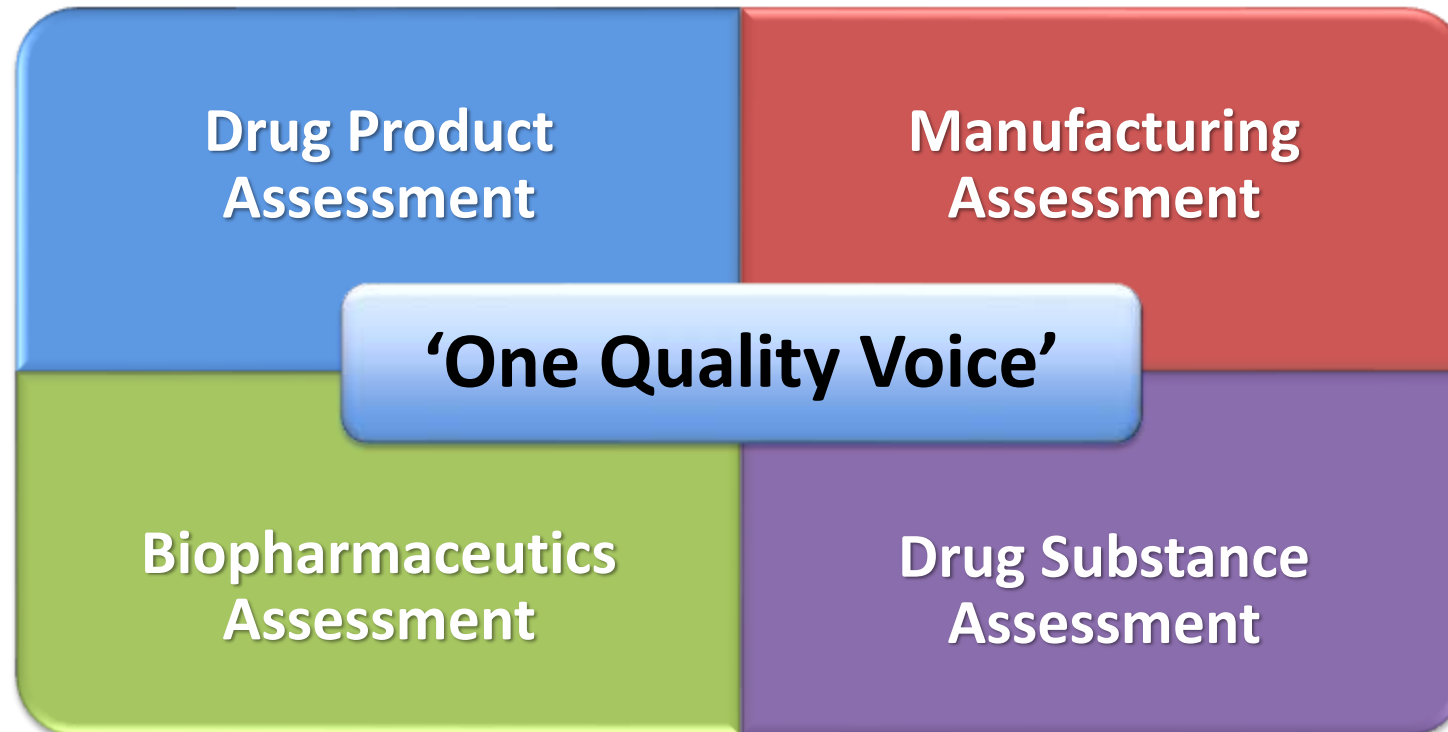 Drug Product
Assessment
Manufacturing
Assessment
‘One Quality Voice’
Biopharmaceutics
Assessment
Drug Substance
Assessment